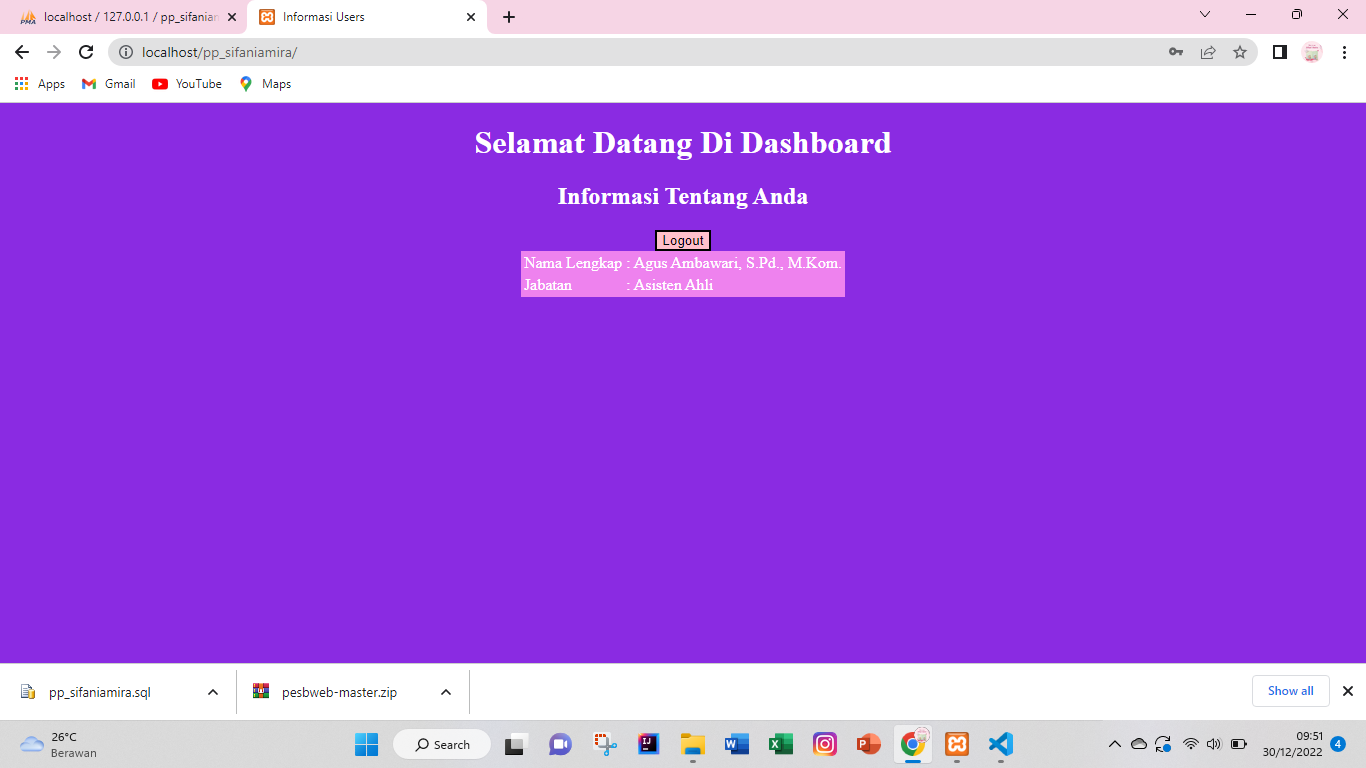 localhost / 127.0.0.1 / pp_sifanian
Informasi Users
localhost/pp_sifaniamira/
Apps
Gmail
YouTube
Maps
Selamat Datang Di Dashboard
Informasi Tentang Anda
Logout
Nama Lengkap : Agus Ambawari, S.Pd., M.Kom.
Jabatan : Asisten Ahli
pp_sifaniamira.sql
pesbweb-master.zip
Show all
26°C
Berawan
Search
09:51
30/12/2022
4